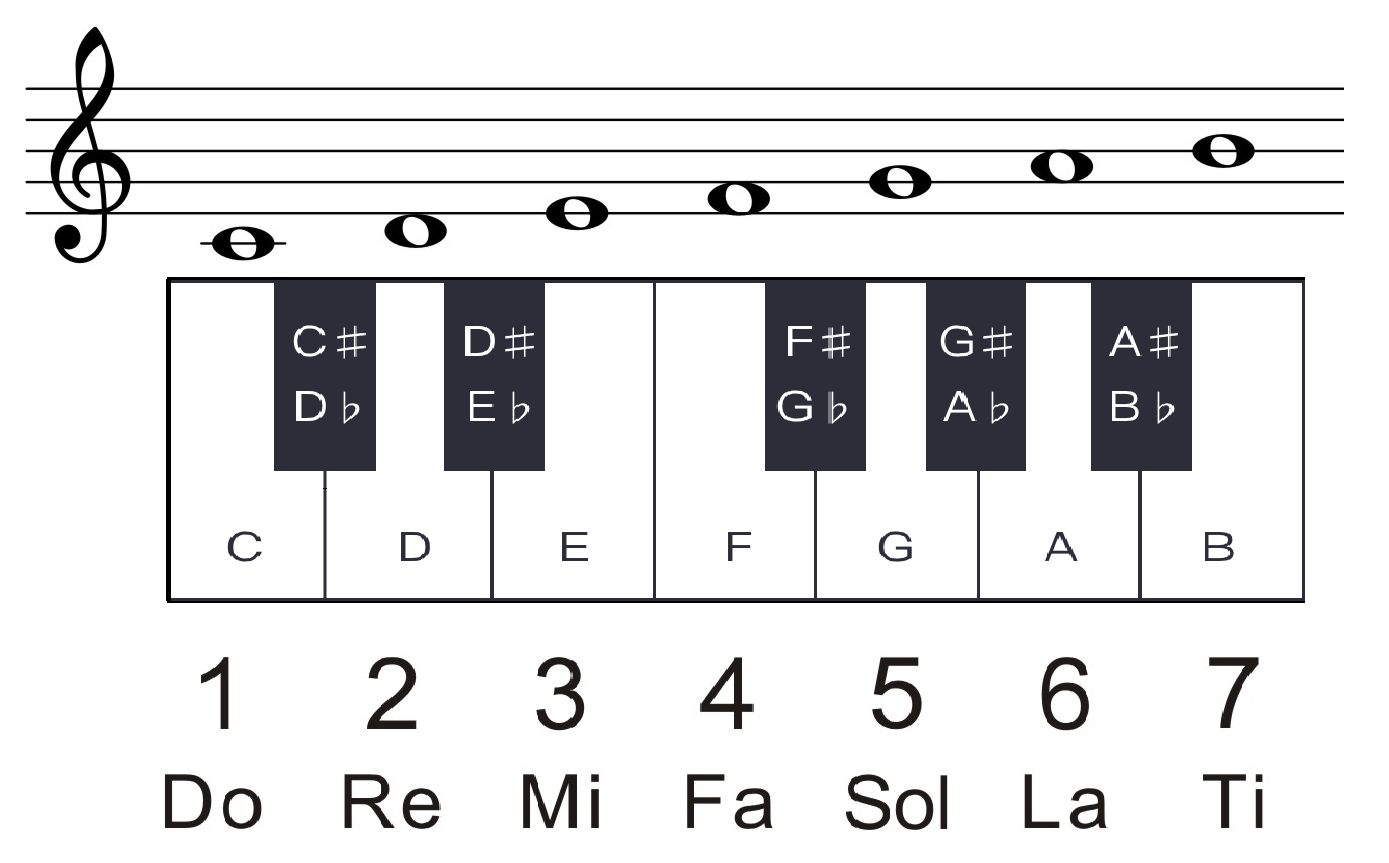 C♯ D♯ F♯ G♯ A♯
D♭ E♭ G♭ A♭ B♭
C D E F G A B
1 2 3 4 5 6 7
Do Re Mi Fa Sol La Ti